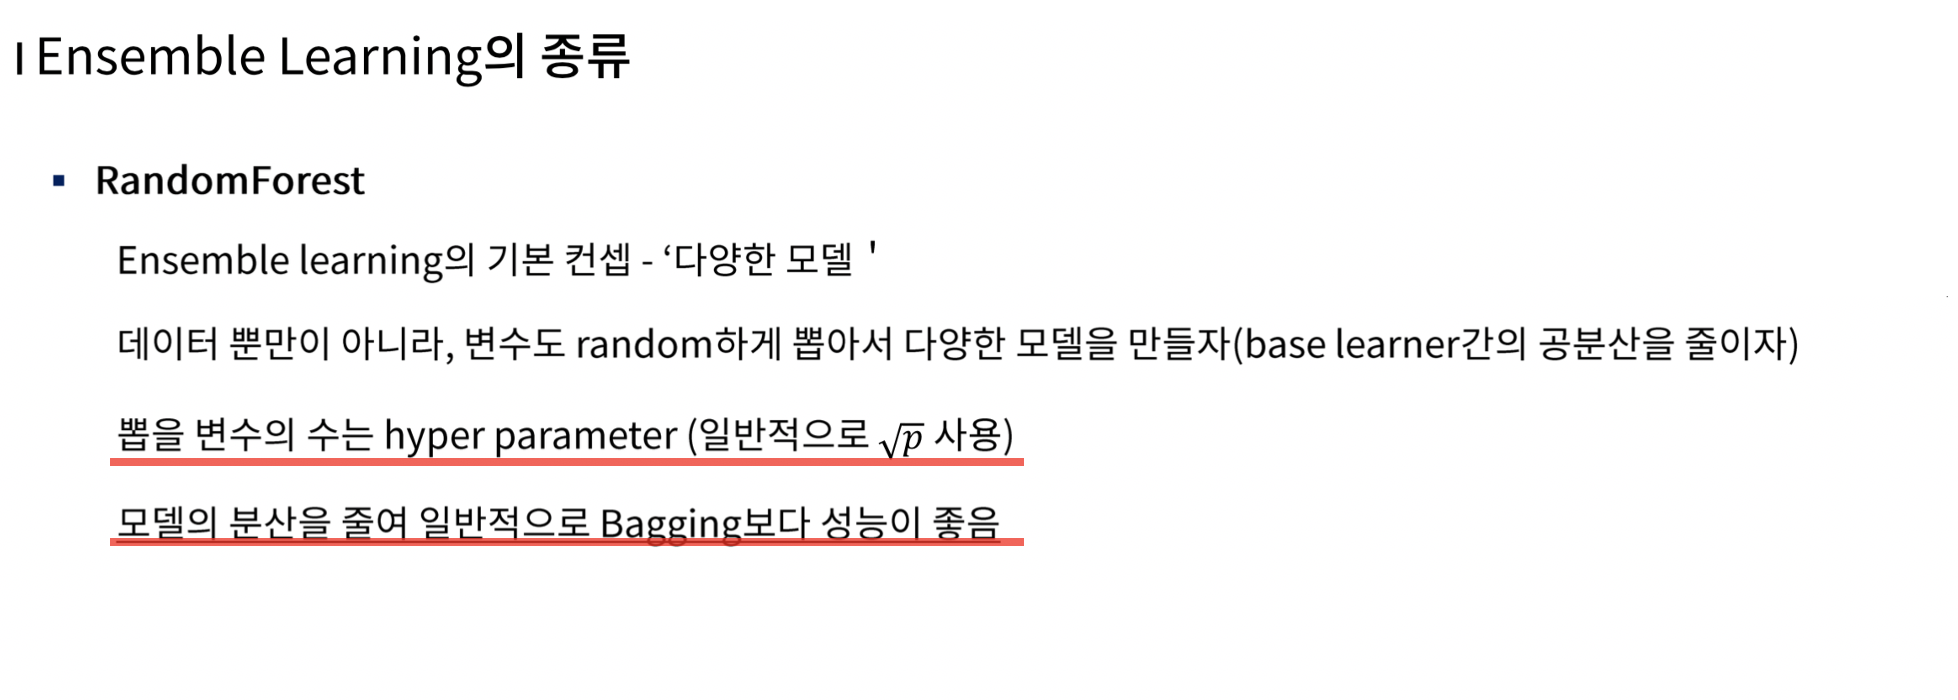 ı Ensemble Learning의 종류
▪ RandomForest
Ensemble learning의 기본 컨셉 - ‘다양한 모델 '
데이터 뿐만이 아니라, 변수도 random하게 뽑아서 다양한 모델을 만들자(base learner간의 공분산을 줄이자)
뽑을 변수의 수는 hyper parameter (일반적으로 √p 사용)
모델의 분산을 줄여 일반적으로 Bagging보다 성능이 좋음